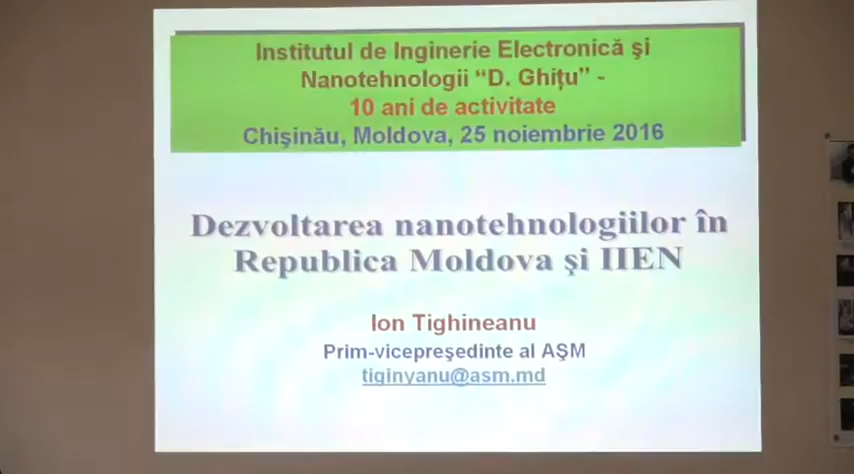 Institutul de Inginerie Electronică şi
Nanotehnologii “D. Ghiţu” -
10 ani de activitate
Chişinău, Moldova, 25 noiembrie 2016
Dezvoltarea nanotehnologiilor în
Republica Moldova şi IIEN
Ion Tighineanu
Prim-vicepreşedinte al AŞM
tiginyanu@asm.md